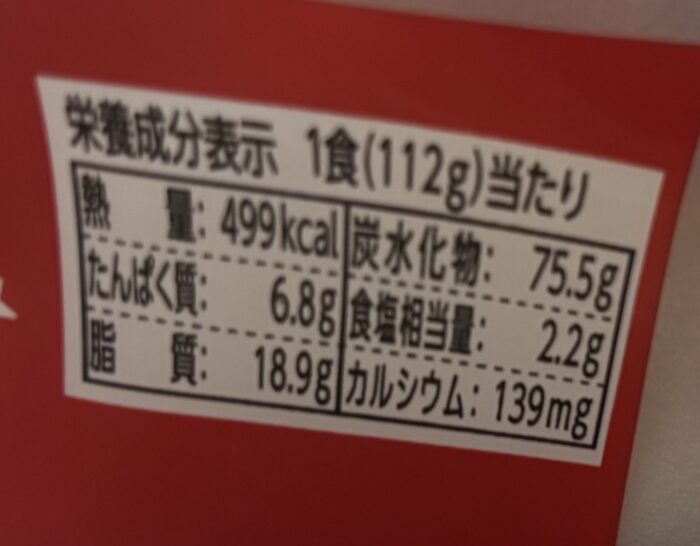 栄養成分表示 1食(112g)当たり
熱量: 499kcal
たんぱく質: 6.8g
脂質: 18.9g
炭水化物: 75.5g
食塩相当量: 2.2g
カルシウム: 139mg